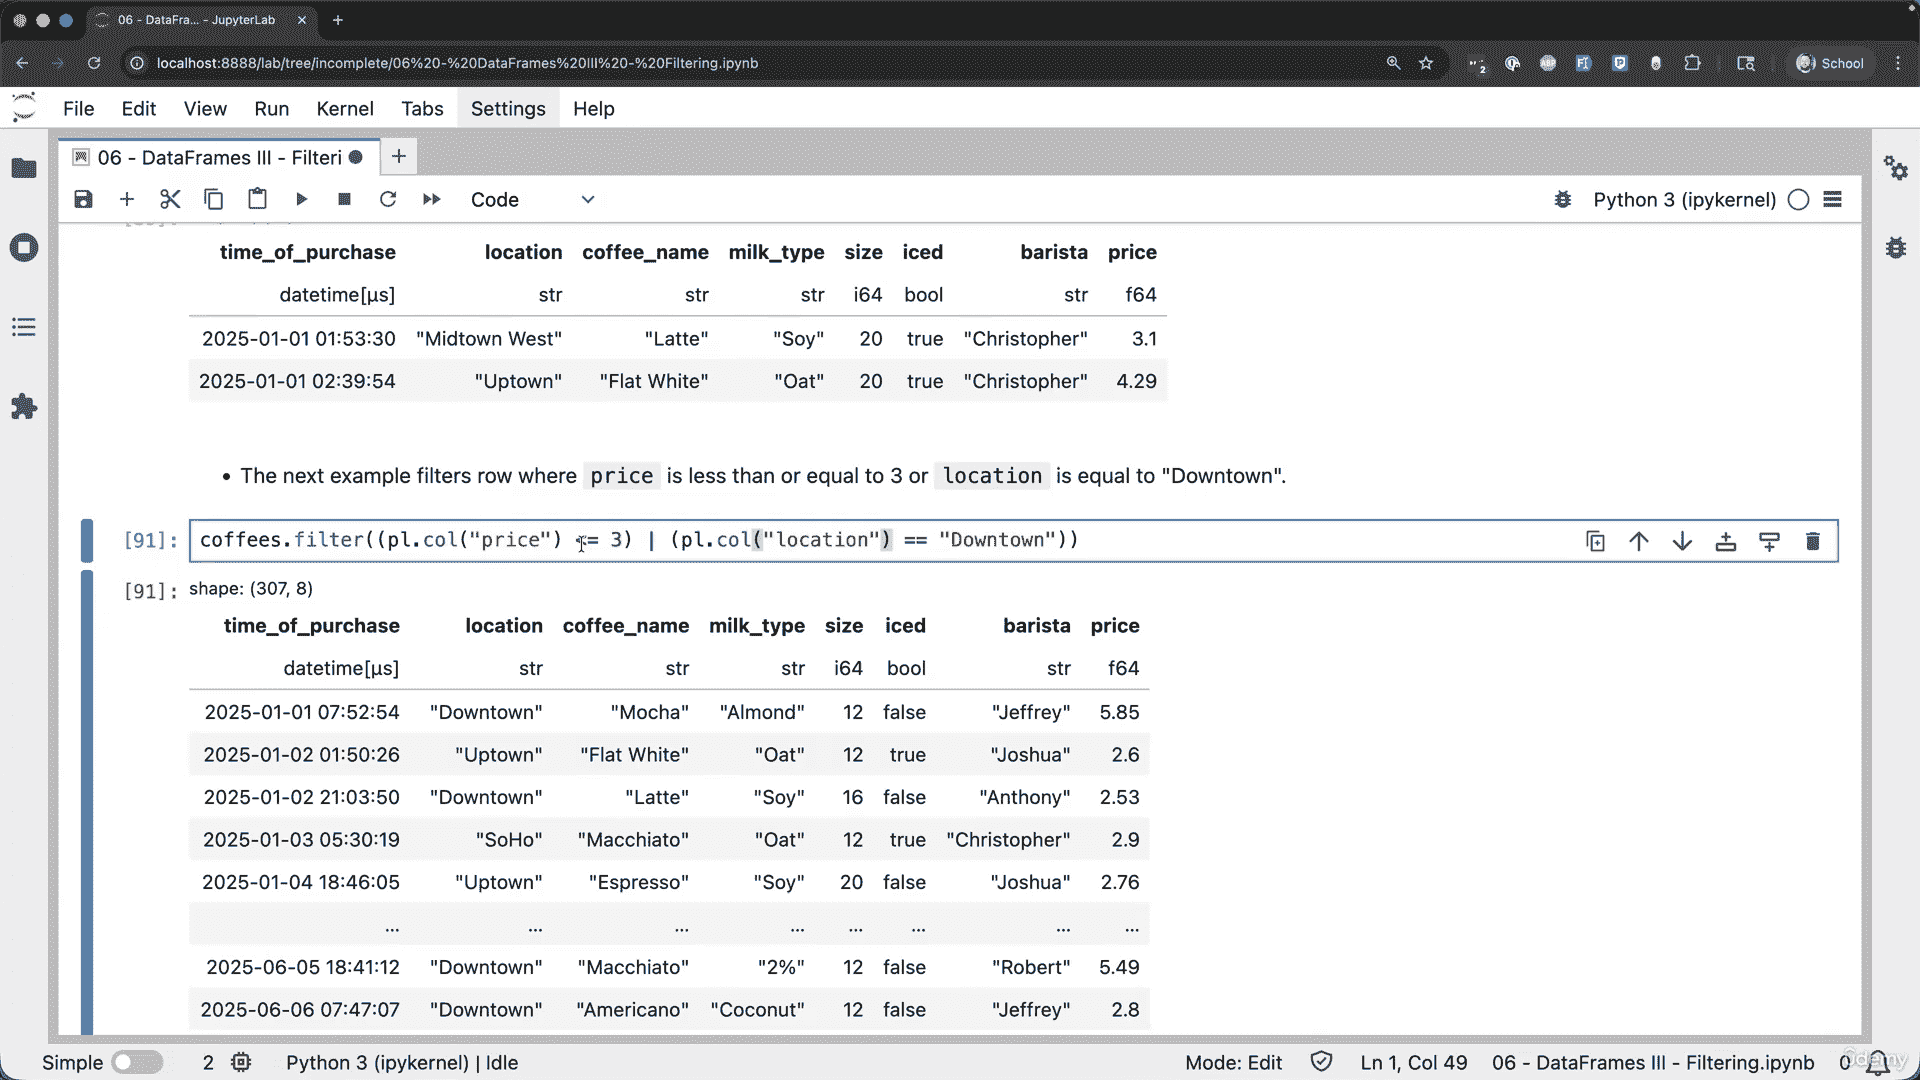 06 - DataFra... - JupyterLab
localhost:8888/lab/tree/incomplete/06%20-%20DataFrames%20III%20-%20Filtering.ipynb
2
School
File Edit View Run Kernel Tabs Settings Help
06 - DataFrames III - Filteri
Code
Python 3 (ipykernel)
time_of_purchase location coffee_name milk_type size iced barista price
datetime[μs] str str str i64 bool str f64
2025-01-01 01:53:30 "Midtown West" "Latte" "Soy" 20 true "Christopher" 3.1
2025-01-01 02:39:54 "Uptown" "Flat White" "Oat" 20 true "Christopher" 4.29
• The next example filters row where price is less than or equal to 3 or location is equal to "Downtown".
[91]: coffees.filter((pl.col("price") <= 3) | (pl.col("location") == "Downtown"))
[91]: shape: (307, 8)
time_of_purchase location coffee_name milk_type size iced barista price
datetime[μs] str str str i64 bool str f64
2025-01-01 07:52:54 "Downtown" "Mocha" "Almond" 12 false "Jeffrey" 5.85
2025-01-02 01:50:26 "Uptown" "Flat White" "Oat" 12 true "Joshua" 2.6
2025-01-02 21:03:50 "Downtown" "Latte" "Soy" 16 false "Anthony" 2.53
2025-01-03 05:30:19 "SoHo" "Macchiato" "Oat" 12 true "Christopher" 2.9
2025-01-04 18:46:05 "Uptown" "Espresso" "Soy" 20 false "Joshua" 2.76
... ... ... ... ... ... ... ...
2025-06-05 18:41:12 "Downtown" "Macchiato" "2%" 12 false "Robert" 5.49
2025-06-06 07:47:07 "Downtown" "Americano" "Coconut" 12 false "Jeffrey" 2.8
Simple 2 Python 3 (ipykernel) | Idle Mode: Edit Ln 1, Col 49 06 - DataFrames III - Filtering.ipynb 0
udemy